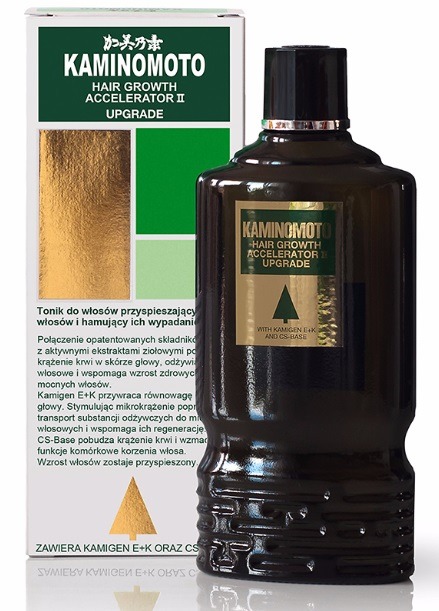 加美乃素
KAMINOMOTO
HAIR GROWTH
ACCELERATOR II
UPGRADE
Tonik do włosów przyspieszający
włosów i hamujący ich wypadani
Połączenie opatentowanych składnikó
z aktywnymi ekstraktami ziołowymi po
krążenie krwi w skórze głowy, odżywia
włosowe i wspomaga wzrost zdrowych
mocnych włosów.
Kamigen E+K przywraca równowagę
głowy. Stymulując mikrokrążenie popr
transport substancji odżywczych do mi
włosowych i wspomaga ich regenerację.
CS-Base pobudza krążenie krwi i wzmac
funkcje komórkowe korzenia włosa.
Wzrost włosów zostaje przyspieszony.
ZAWIERA KAMIGEN E+K ORAZ CS
KAMINOMOTO
HAIR GROWTH
ACCELERATOR II
UPGRADE
WITH KAMIGEN E+K
AND CS-BASE